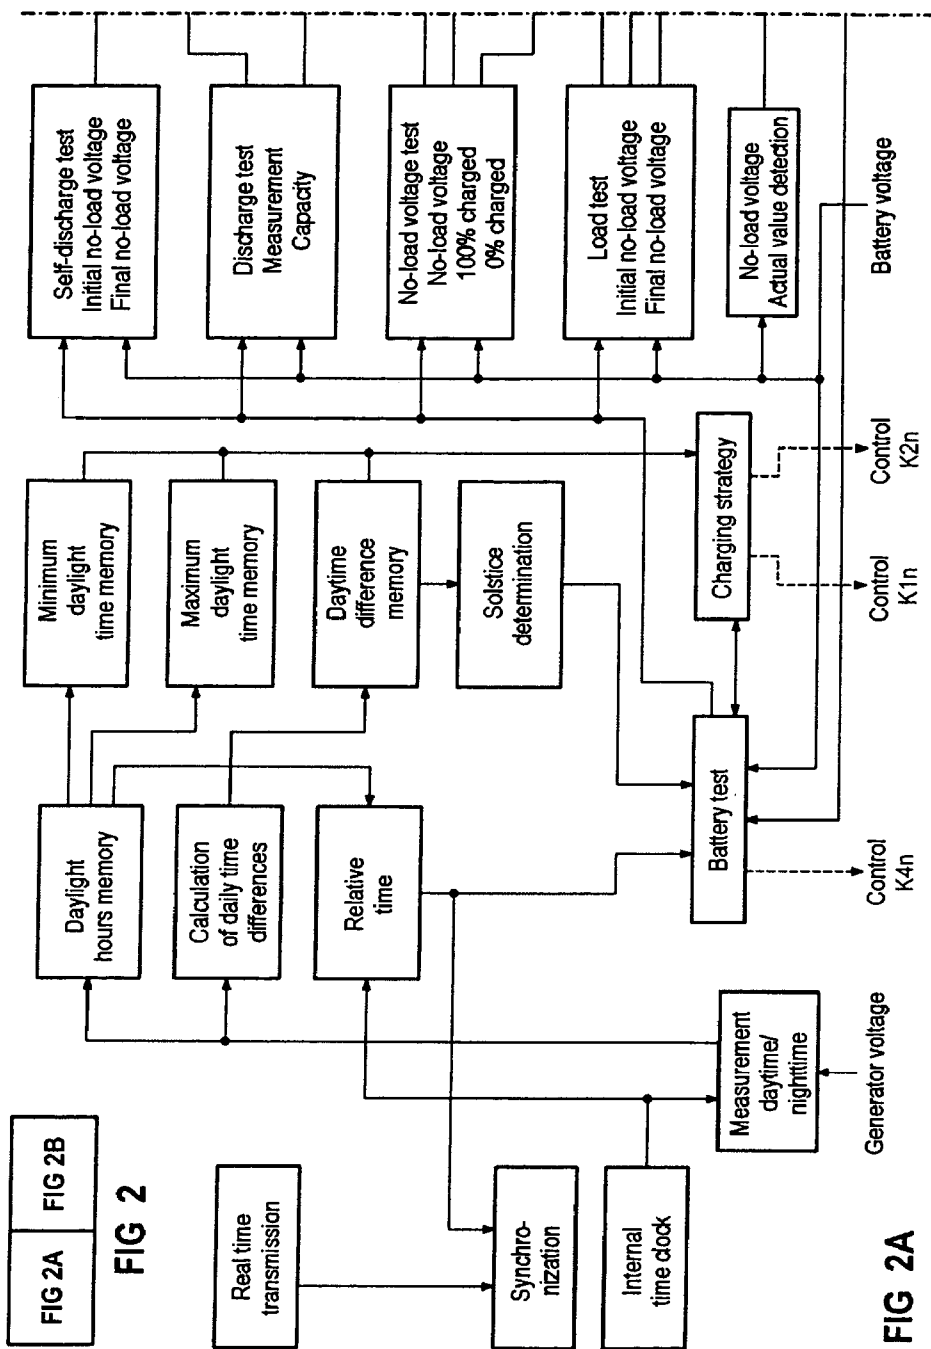 FIG 2A
FIG 2B
FIG 2
Real time
transmission
Synchro-
nization
Internal
time clock
Daylight
hours memory
Calculation
of daily time
differences
Relative
time
Measurement
daytime/
nighttime
Generator voltage
Minimum
daylight
time memory
Maximum
daylight
time memory
Daytime
difference
memory
Solstice
determination
Battery test
Control
K4n
Charging strategy
Control
K1n
Control
K2n
Self-discharge test
Initial no-load voltage
Final no-load voltage
Discharge test
Measurement
Capacity
No-load voltage test
No-load voltage
100% charged
0% charged
Load test
Initial no-load voltage
Final no-load voltage
No-load voltage
Actual value detection
Battery voltage
FIG 2A